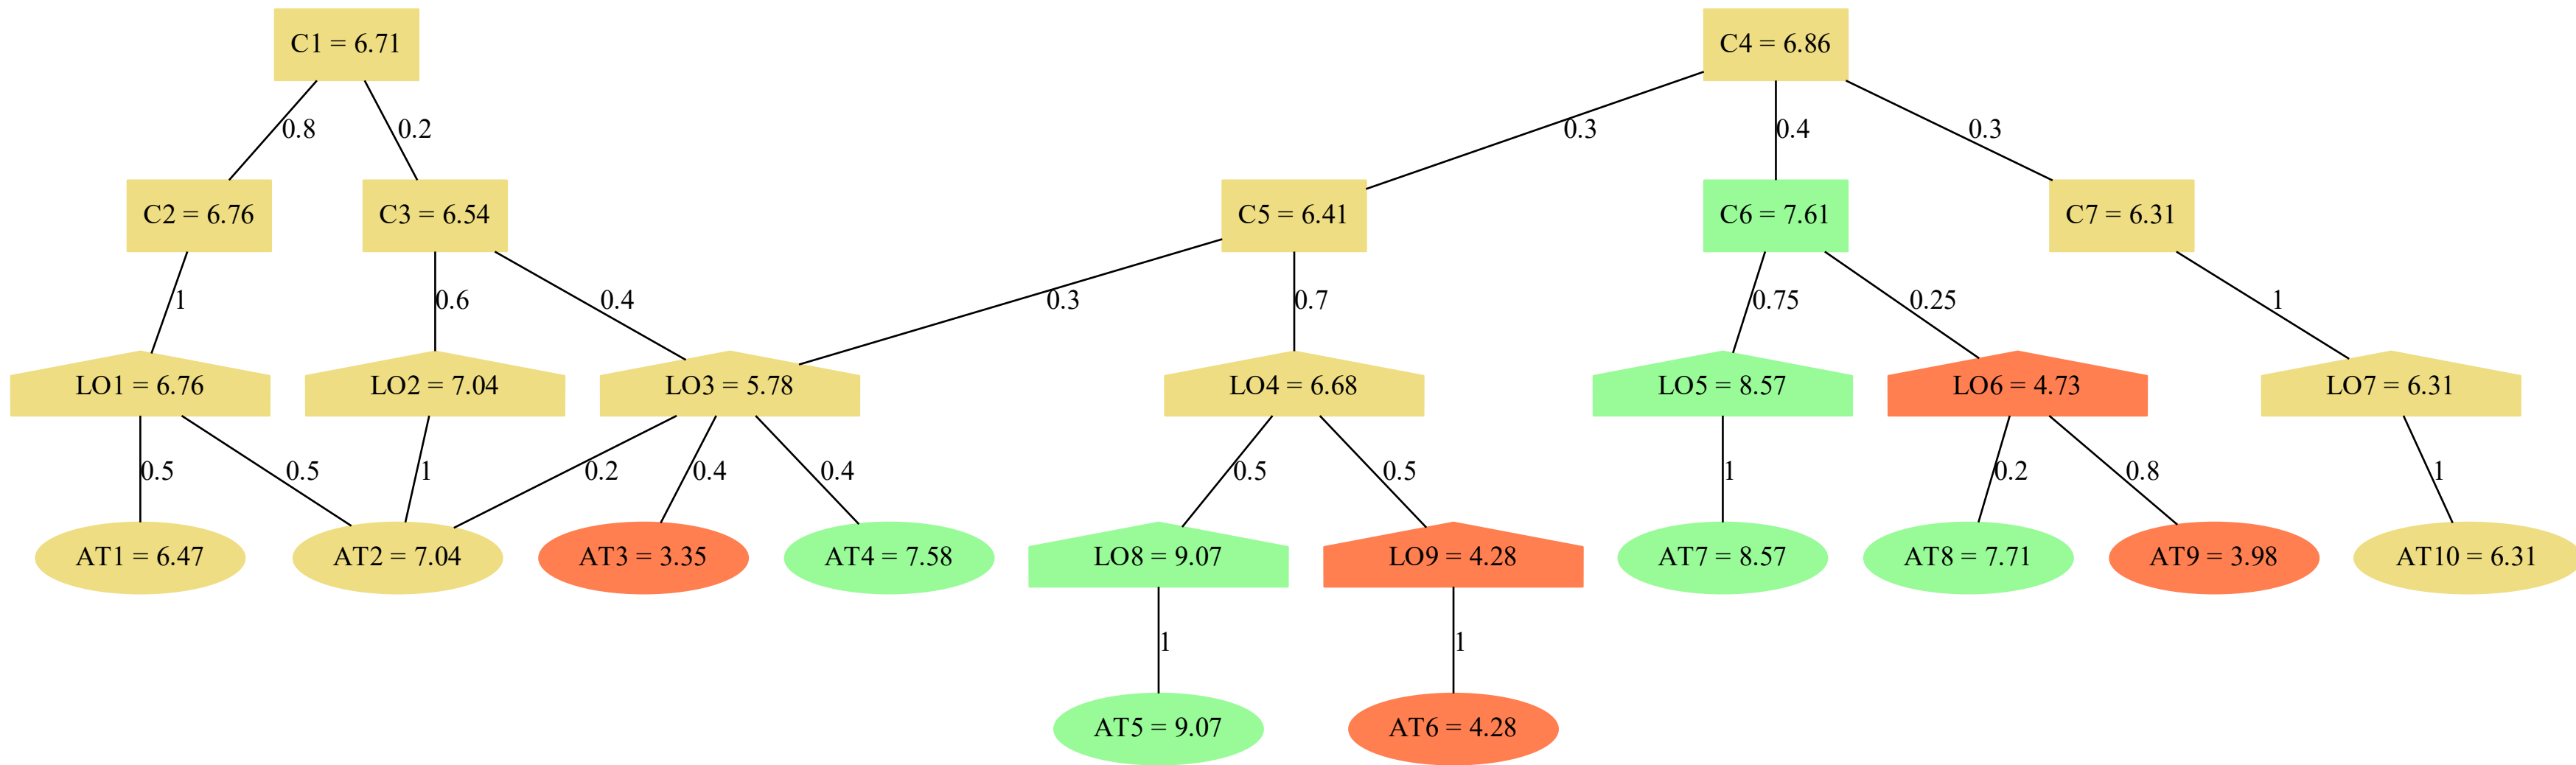 C1 = 6.71
C4 = 6.86
0.8
0.2
0.3
0.4
0.3
C2 = 6.76
C3 = 6.54
C5 = 6.41
C6 = 7.61
C7 = 6.31
1
0.6
0.4
0.3
0.7
0.75
0.25
1
LO1 = 6.76
LO2 = 7.04
LO3 = 5.78
LO4 = 6.68
LO5 = 8.57
LO6 = 4.73
LO7 = 6.31
0.5
0.5
1
0.2
0.4
0.4
0.5
0.5
1
0.2
0.8
1
AT1 = 6.47
AT2 = 7.04
AT3 = 3.35
AT4 = 7.58
LO8 = 9.07
LO9 = 4.28
AT7 = 8.57
AT8 = 7.71
AT9 = 3.98
AT10 = 6.31
1
1
AT5 = 9.07
AT6 = 4.28